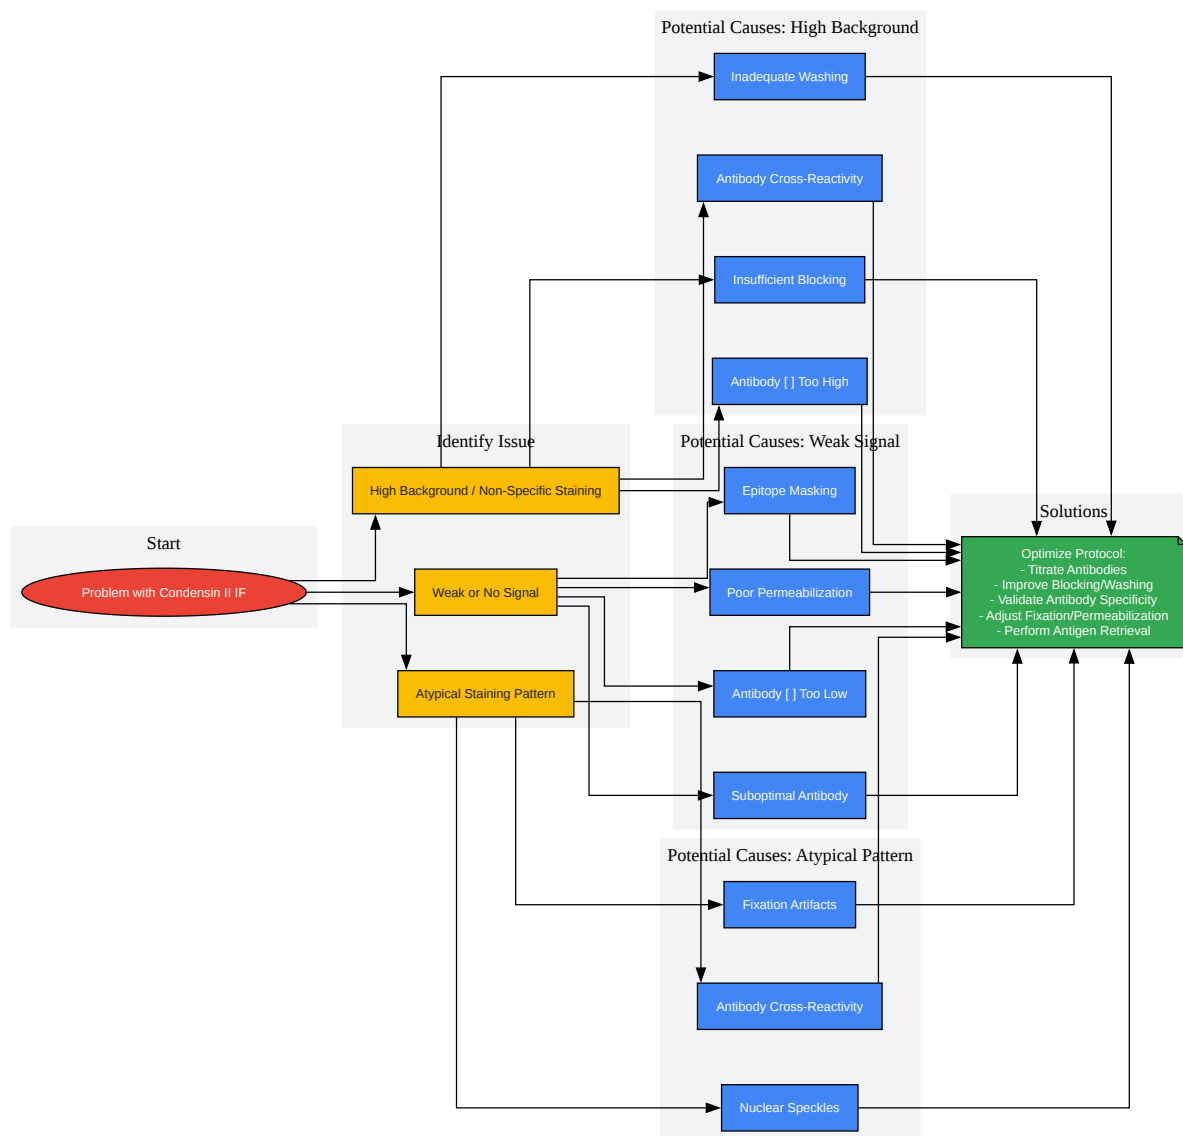 Potential Causes: High Background
Inadequate Washing
Antibody Cross-Reactivity
Insufficient Blocking
Antibody [ ] Too High
Identify Issue
High Background / Non-Specific Staining
Weak or No Signal
Atypical Staining Pattern
Start
Problem with Condensin II IF
Potential Causes: Weak Signal
Epitope Masking
Poor Permeabilization
Antibody [ ] Too Low
Suboptimal Antibody
Potential Causes: Atypical Pattern
Fixation Artifacts
Antibody Cross-Reactivity
Nuclear Speckles
Solutions
Optimize Protocol:
- Titrate Antibodies
- Improve Blocking/Washing
- Validate Antibody Specificity
- Adjust Fixation/Permeabilization
- Perform Antigen Retrieval